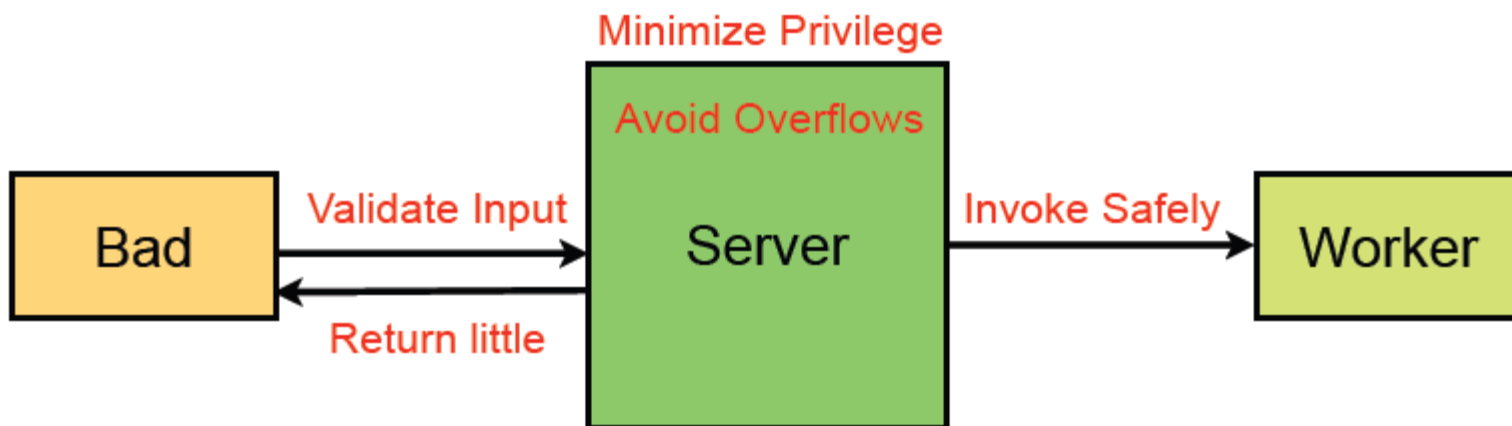 Minimize Privilege
Avoid Overflows
Validate Input
Invoke Safely
Bad
Server
Worker
Return little